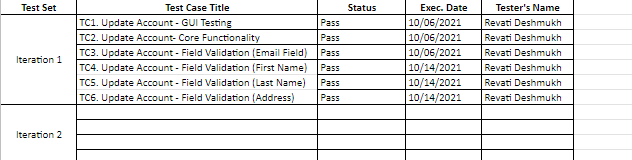 Test Set Test Case Title Status Exec. Date Tester's Name
TC1. Update Account - GUI Testing Pass 10/06/2021 Revati Deshmukh
TC2. Update Account- Core Functionality Pass 10/06/2021 Revati Deshmukh
TC3. Update Account - Field Validation (Email Field) Pass 10/06/2021 Revati Deshmukh
Iteration 1
TC4. Update Account - Field Validation (First Name) Pass 10/14/2021 Revati Deshmukh
TC5. Update Account - Field Validation (Last Name) Pass 10/14/2021 Revati Deshmukh
TC6. Update Account - Field Validation (Address) Pass 10/14/2021 Revati Deshmukh
Iteration 2